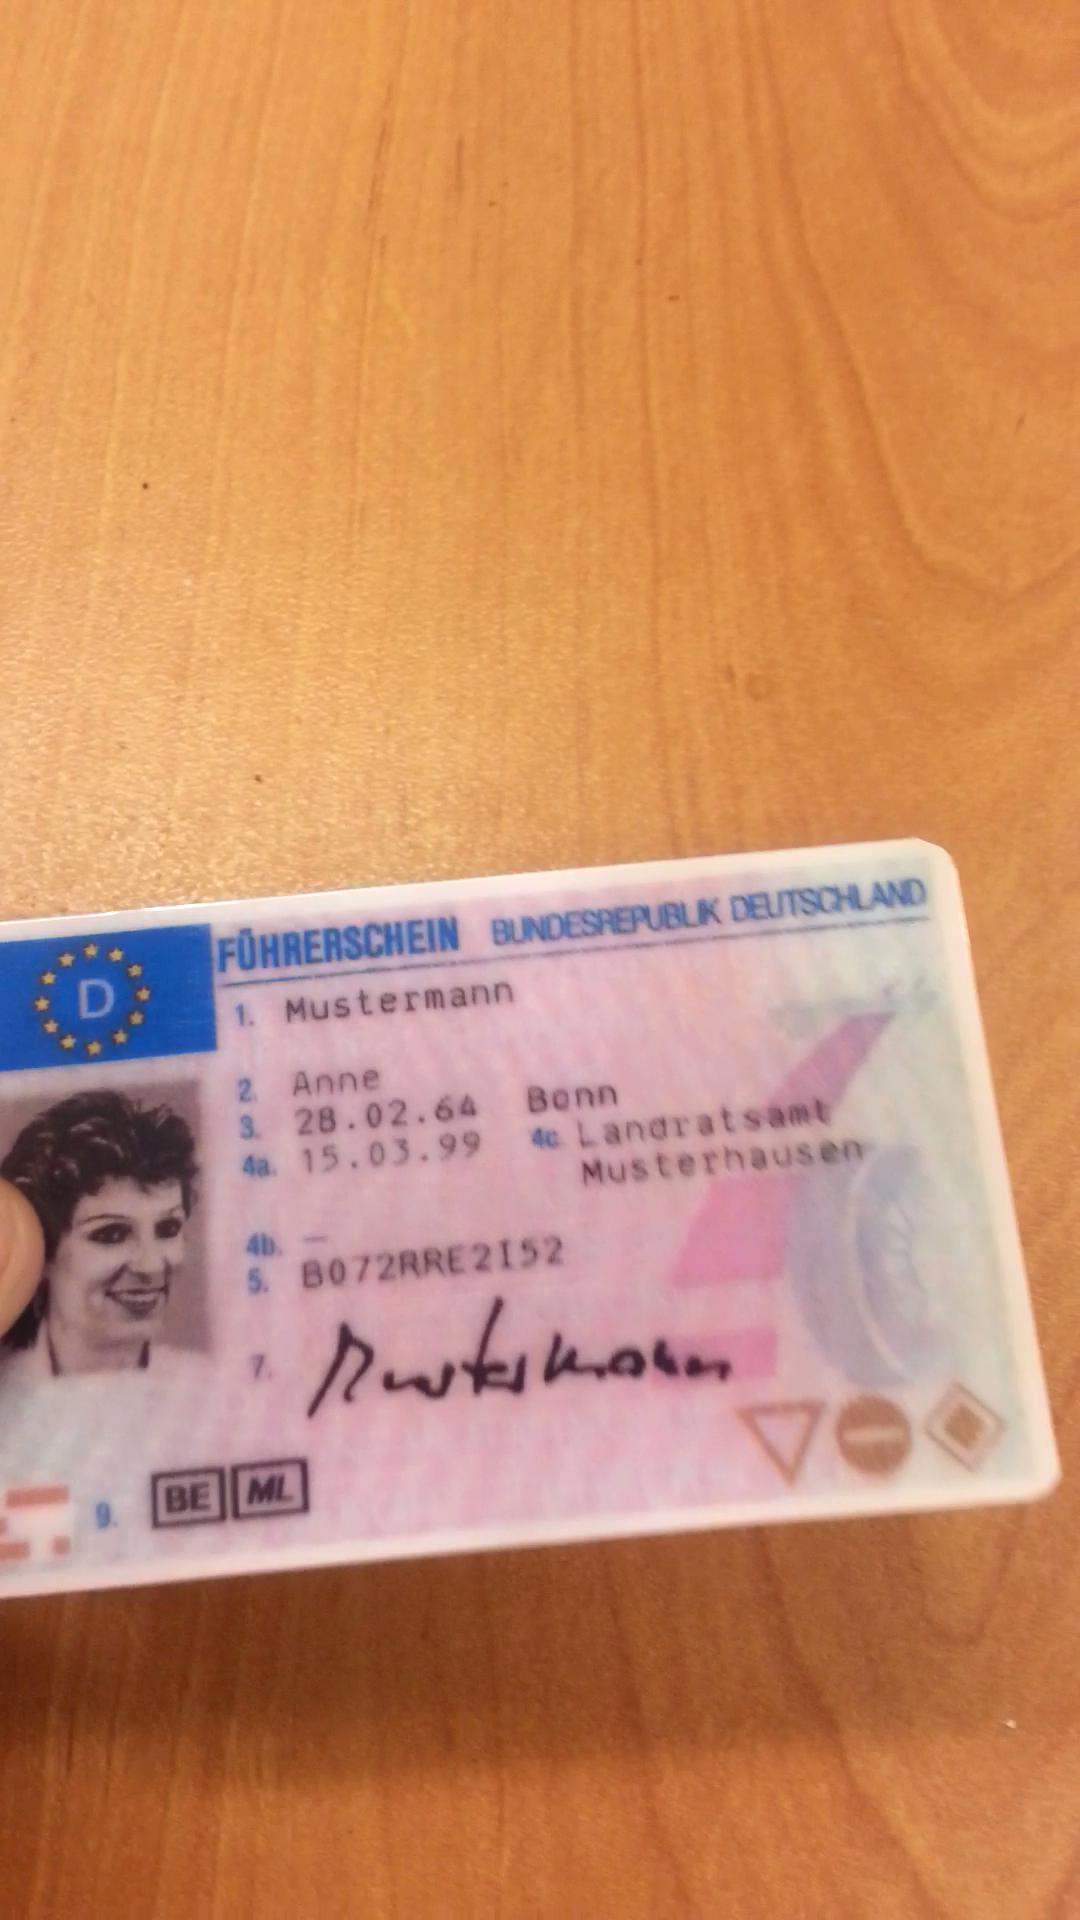 D
FÜHRERSCHEIN BUNDESREPUBLIK DEUTSCHLAND
1. Mustermann
2. Anne
3. 28.02.64 Bonn
4a. 15.03.99 4c. Landratsamt
Musterhausen
4b. —
5. B072RRE2I52
7. Mustermann
9. BE ML